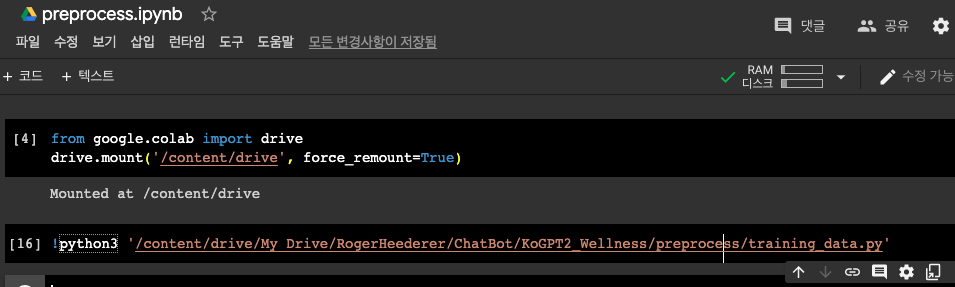 preprocess.ipynb
댓글
공유
파일 수정 보기 삽입 런타임 도구 도움말 모든 변경사항이 저장됨
+ 코드 + 텍스트
RAM
디스크
수정 가능
[4] from google.colab import drive
drive.mount('/content/drive', force_remount=True)
Mounted at /content/drive
[16] !python3 '/content/drive/My Drive/RogerHeederer/ChatBot/KoGPT2_Wellness/preprocess/training_data.py'